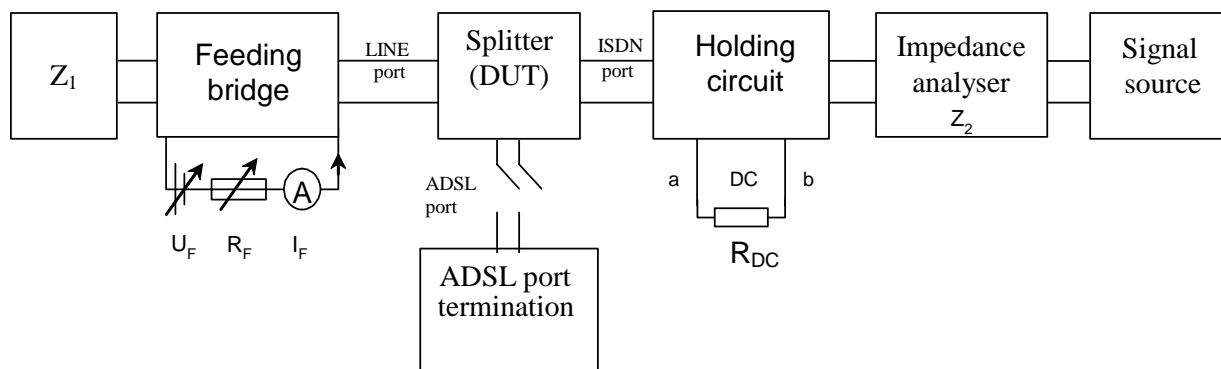 Z1
Feeding
bridge
LINE
port
Splitter
(DUT)
ISDN
port
Holding
circuit
Impedance
analyser
Z2
Signal
source
A
UF
RF
IF
ADSL
port
a
DC
b
RDC
ADSL port
termination